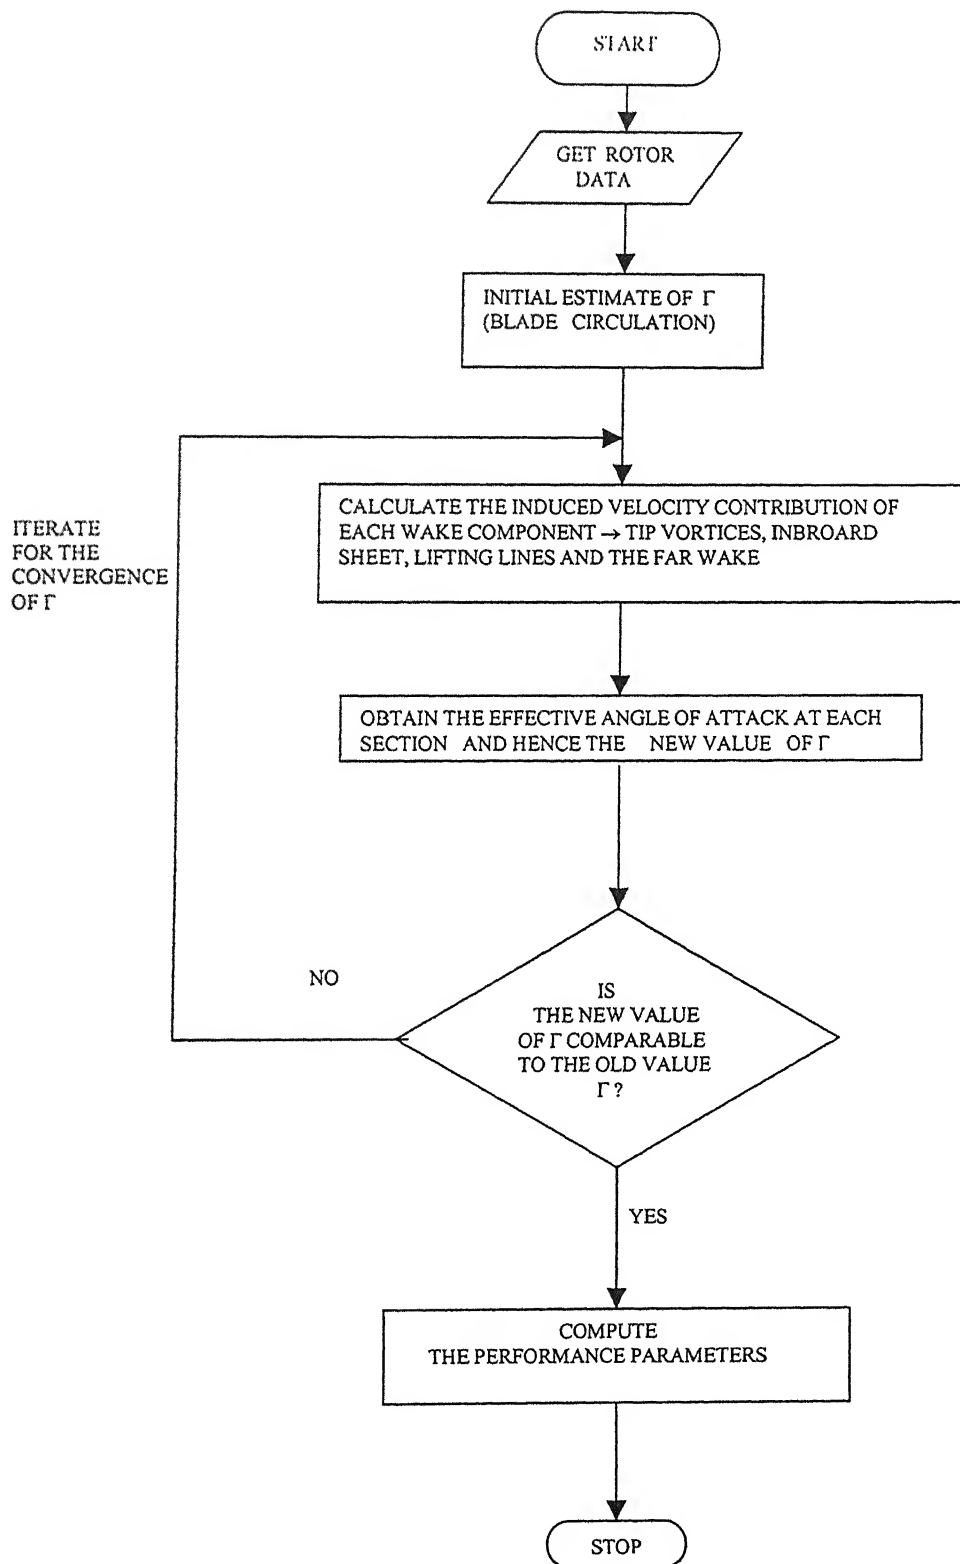 START
GET ROTOR
DATA
INITIAL ESTIMATE OF Γ
(BLADE CIRCULATION)
CALCULATE THE INDUCED VELOCITY CONTRIBUTION OF
EACH WAKE COMPONENT → TIP VORTICES, INBROARD
SHEET, LIFTING LINES AND THE FAR WAKE
ITERATE
FOR THE
CONVERGENCE
OF Γ
OBTAIN THE EFFECTIVE ANGLE OF ATTACK AT EACH
SECTION AND HENCE THE NEW VALUE OF Γ
NO
IS
THE NEW VALUE
OF Γ COMPARABLE
TO THE OLD VALUE
Γ ?
YES
COMPUTE
THE PERFORMANCE PARAMETERS
STOP